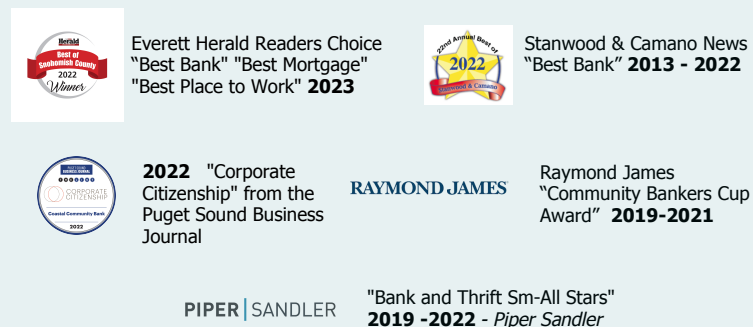 Herald
Best of
Snohomish County
2022
Winner
Everett Herald Readers Choice
“Best Bank" "Best Mortgage"
"Best Place to Work" 2023
22nd Annual Best of
2022
Stanwood & Camano
Stanwood & Camano News
“Best Bank” 2013 - 2022
BUSINESS JOURNAL
CORPORATE
CITIZENSHIP
Coastal Community Bank
2022
2022 "Corporate
Citizenship" from the
Puget Sound Business
Journal
RAYMOND JAMES
Raymond James
“Community Bankers Cup
Award” 2019-2021
PIPER | SANDLER
"Bank and Thrift Sm-All Stars"
2019 -2022 - Piper Sandler